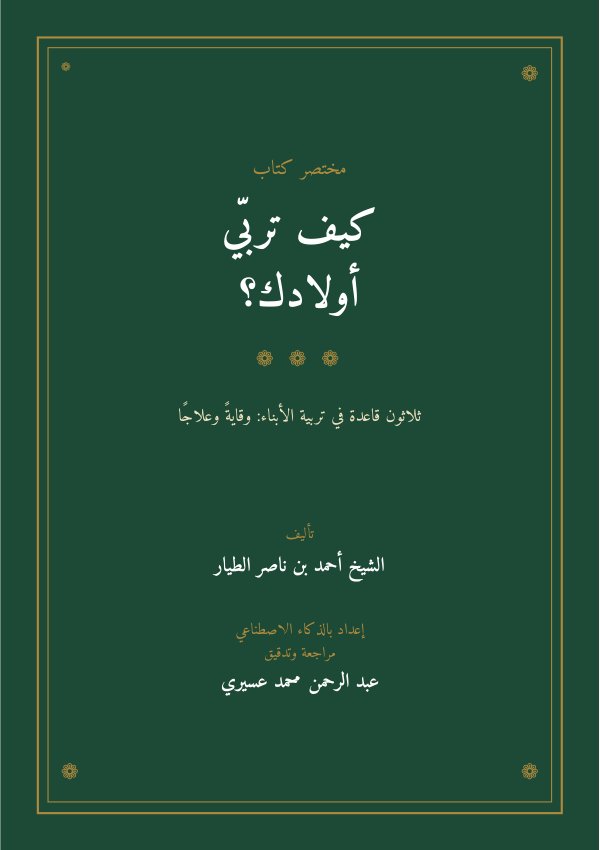 مختصر كتاب
كيف تربّي
أولادك؟
ثلاثون قاعدة في تربية الأبناء: وقايةً وعلاجًا
تأليف
الشيخ أحمد بن ناصر الطيار
إعداد بالذكاء الاصطناعي
مراجعة وتدقيق
عبد الرحمن محمد عسيري